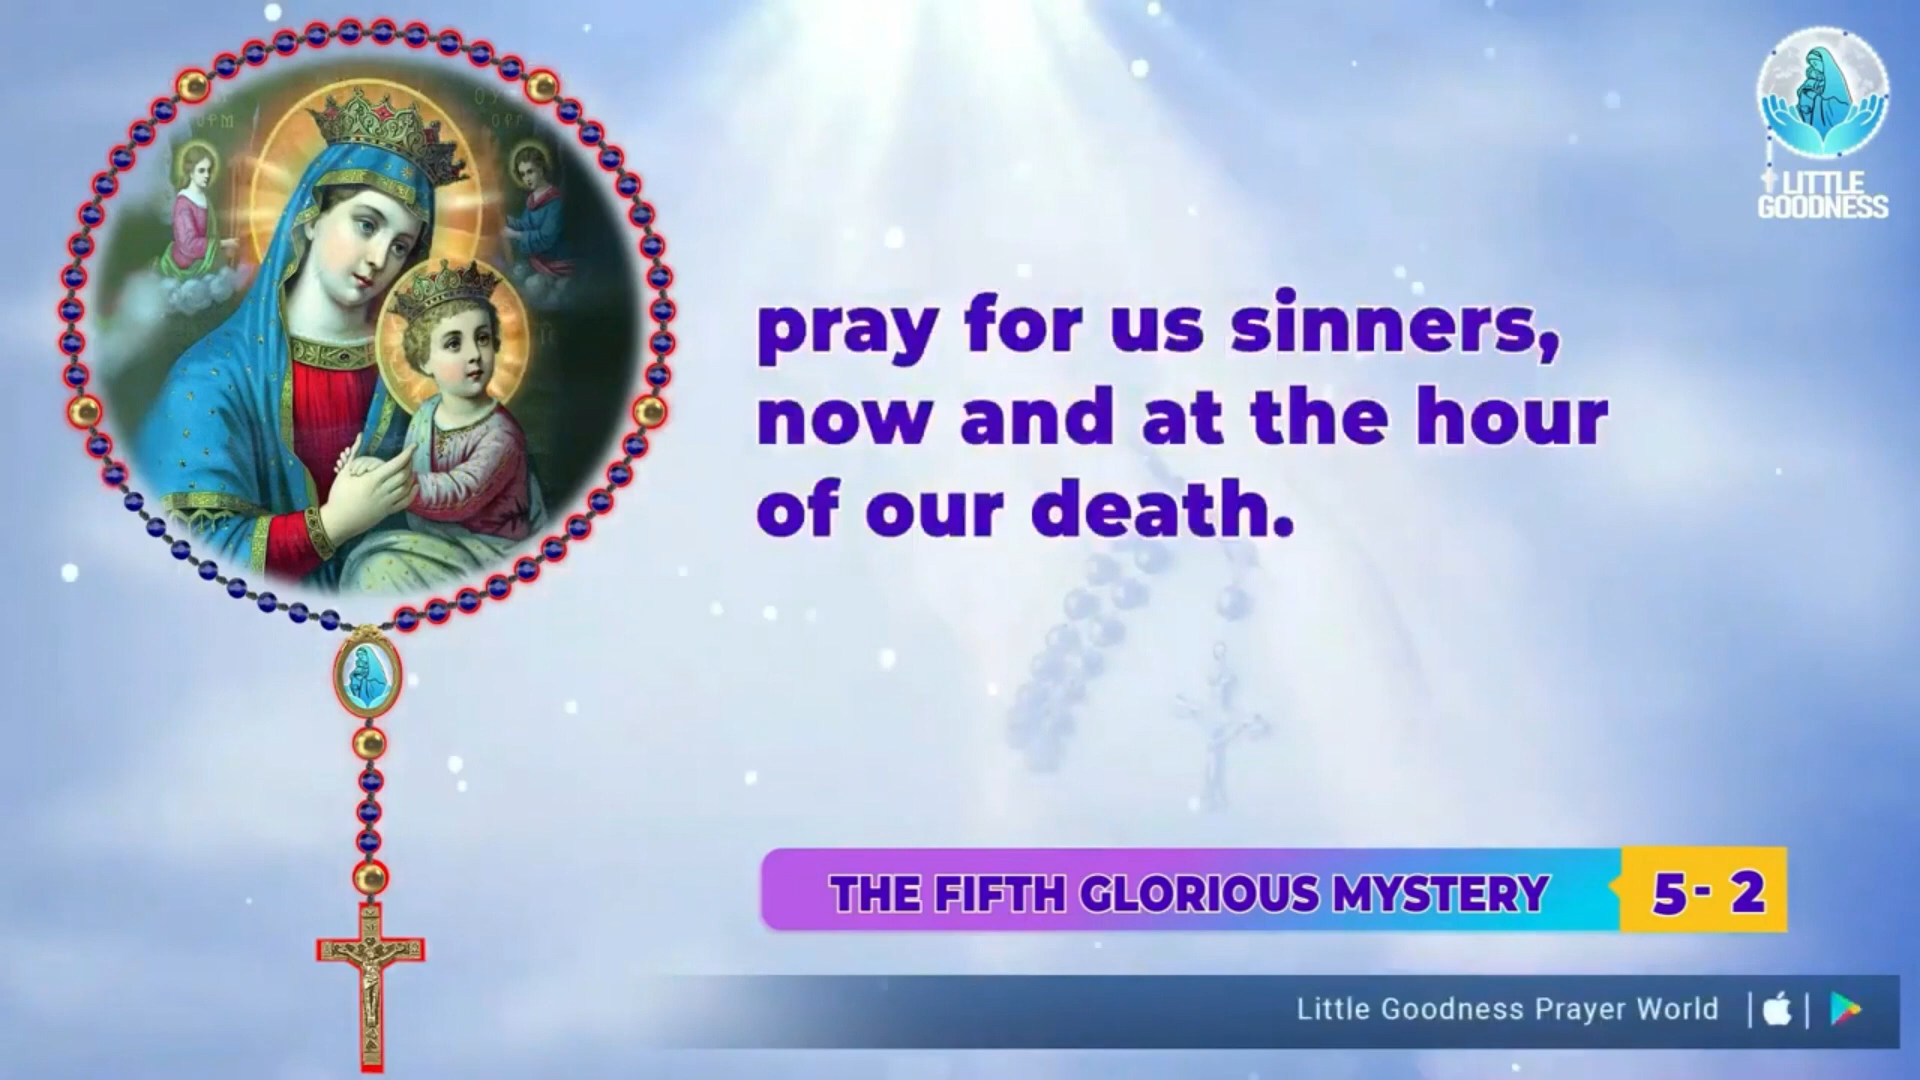 LITTLE
GOODNESS
pray for us sinners,
now and at the hour
of our death.
THE FIFTH GLORIOUS MYSTERY
5- 2
Little Goodness Prayer World